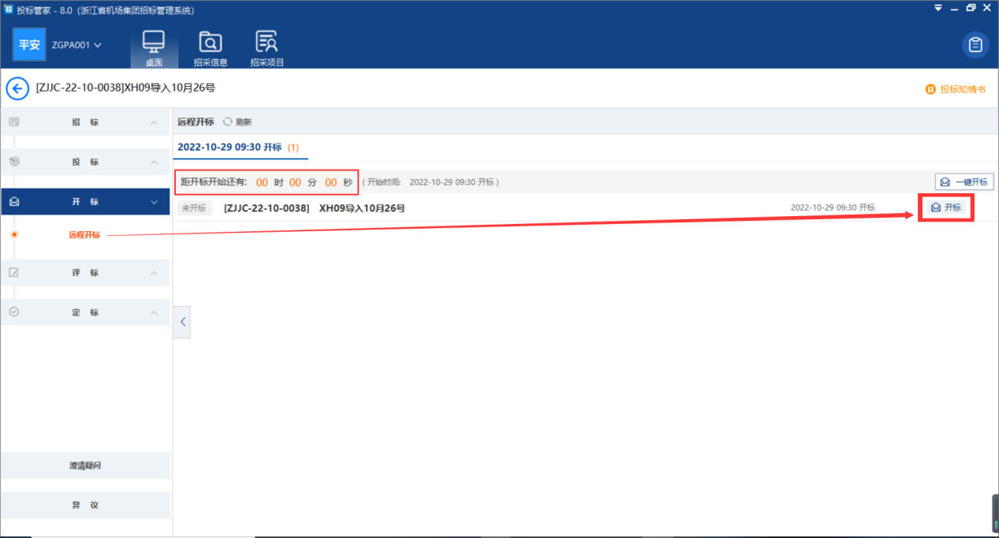 投标管家 - 8.0（浙江省机场集团招标管理系统）
平安 ZGPA001
桌面 招采信息 招采项目
[ZJJC-22-10-0038]XH09导入10月26号
投标知情书
招 标
远程开标 刷新
2022-10-29 09:30 开标 (1)
投 标
距开标开始还有: 00 时 00 分 00 秒 ( 开始时间: 2022-10-29 09:30 开标 )
一键开标
开 标
未开标 [ZJJC-22-10-0038] XH09导入10月26号 2022-10-29 09:30 开标 开标
远程开标
评 标
定 标
澄清疑问
异 议